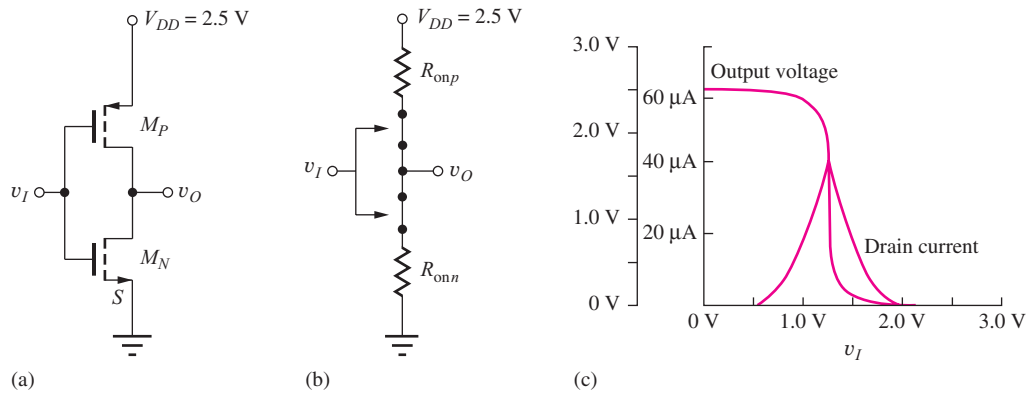 V_DD = 2.5 V
M_P
v_I
v_O
M_N
S
(a)
V_DD = 2.5 V
R_onp
v_I
v_O
R_onn
(b)
3.0 V
2.0 V
1.0 V
0 V
60 μA
40 μA
20 μA
Output voltage
Drain current
0 V
1.0 V
2.0 V
3.0 V
v_I
(c)